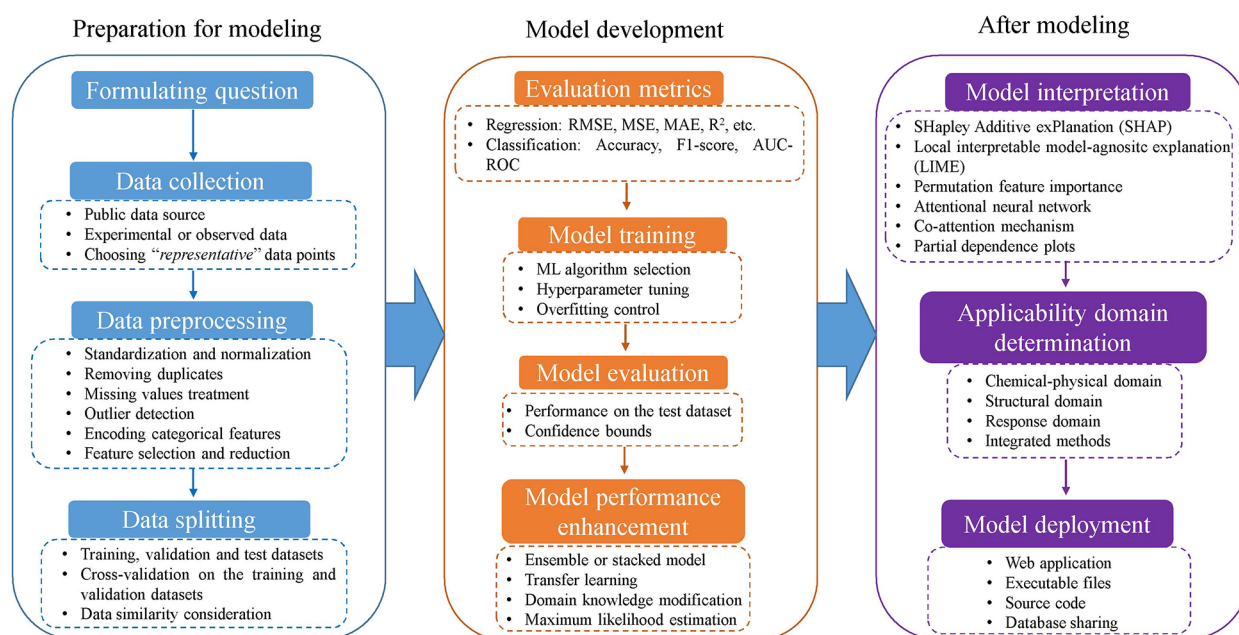 Preparation for modeling
Formulating question
Data collection
• Public data source
• Experimental or observed data
• Choosing “representative” data points
Data preprocessing
• Standardization and normalization
• Removing duplicates
• Missing values treatment
• Outlier detection
• Encoding categorical features
• Feature selection and reduction
Data splitting
• Training, validation and test datasets
• Cross-validation on the training and
validation datasets
• Data similarity consideration
Model development
Evaluation metrics
• Regression: RMSE, MSE, MAE, R², etc.
• Classification: Accuracy, F1-score, AUC-
ROC
Model training
• ML algorithm selection
• Hyperparameter tuning
• Overfitting control
Model evaluation
• Performance on the test dataset
• Confidence bounds
Model performance
enhancement
• Ensemble or stacked model
• Transfer learning
• Domain knowledge modification
• Maximum likelihood estimation
After modeling
Model interpretation
• SHapley Additive exPlanation (SHAP)
• Local interpretable model-agnositc explanation
(LIME)
• Permutation feature importance
• Attentional neural network
• Co-attention mechanism
• Partial dependence plots
Applicability domain
determination
• Chemical-physical domain
• Structural domain
• Response domain
• Integrated methods
Model deployment
• Web application
• Executable files
• Source code
• Database sharing